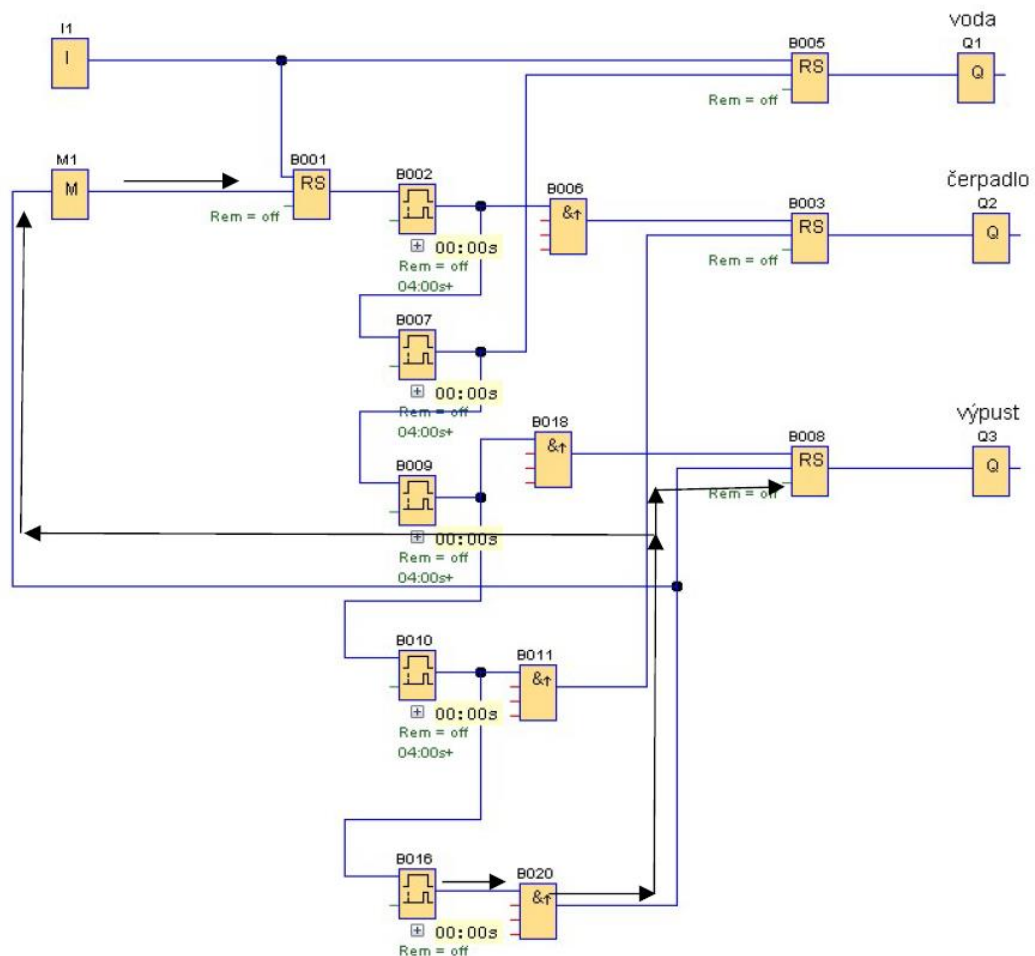 voda
I1
B005
Q1
I
RS
Q
Rem = off
M1
B001
B002
B006
čerpadlo
B003
Q2
M
RS
&↑
RS
Q
Rem = off
00:00s
Rem = off
Rem = off
04:00s+
B007
00:00s
Rem = off
04:00s+
výpust
B018
B008
Q3
&↑
RS
Q
B009
Rem = off
00:00s
Rem = off
04:00s+
B010
B011
&↑
00:00s
Rem = off
04:00s+
B016
B020
&↑
00:00s
Rem = off